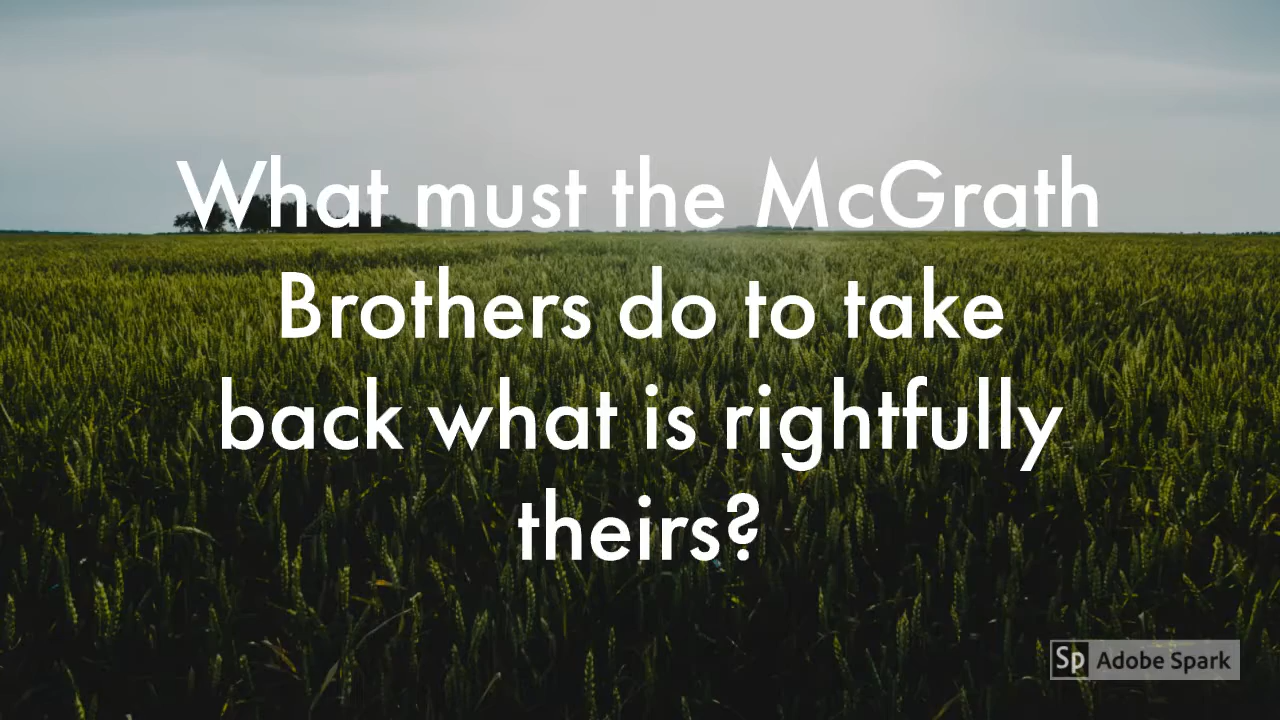 What must the McGrath
Brothers do to take
back what is rightfully
theirs?
Sp Adobe Spark